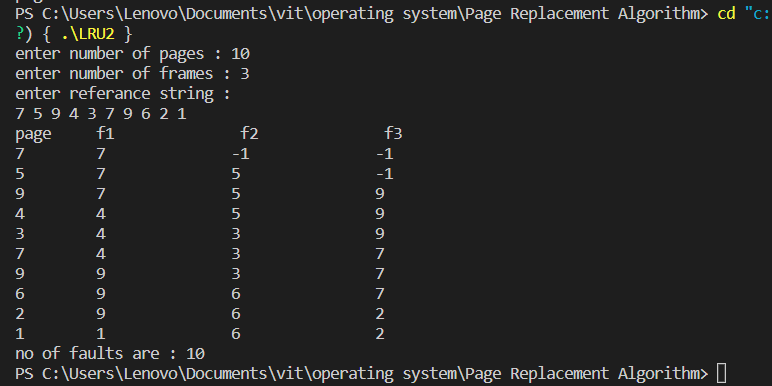 PS C:\Users\Lenovo\Documents\vit\operating system\Page Replacement Algorithm> cd "c:
?) { .\LRU2 }
enter number of pages : 10
enter number of frames : 3
enter referance string :
7 5 9 4 3 7 9 6 2 1
page f1 f2 f3
7 7 -1 -1
5 7 5 -1
9 7 5 9
4 4 5 9
3 4 3 9
7 4 3 7
9 9 3 7
6 9 6 7
2 9 6 2
1 1 6 2
no of faults are : 10
PS C:\Users\Lenovo\Documents\vit\operating system\Page Replacement Algorithm>